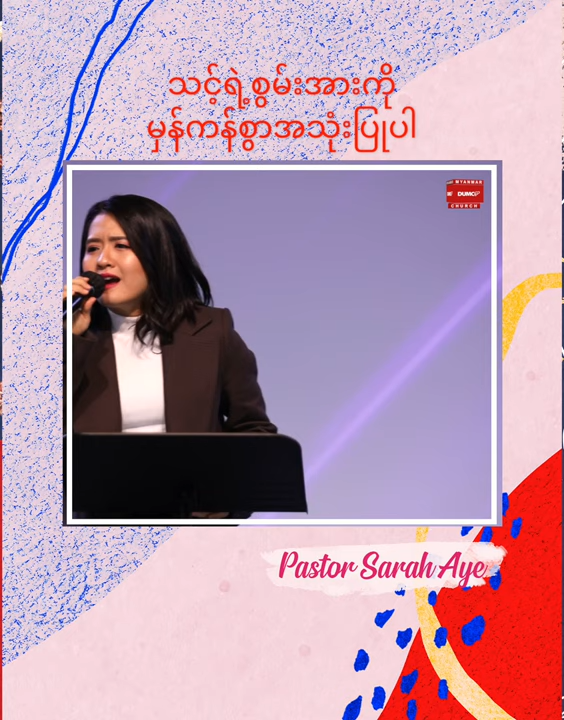 သင့်ရဲ့စွမ်းအားကို
မှန်ကန်စွာအသုံးပြုပါ
MYANMAR
DUMC
CHURCH
Pastor Sarah Aye